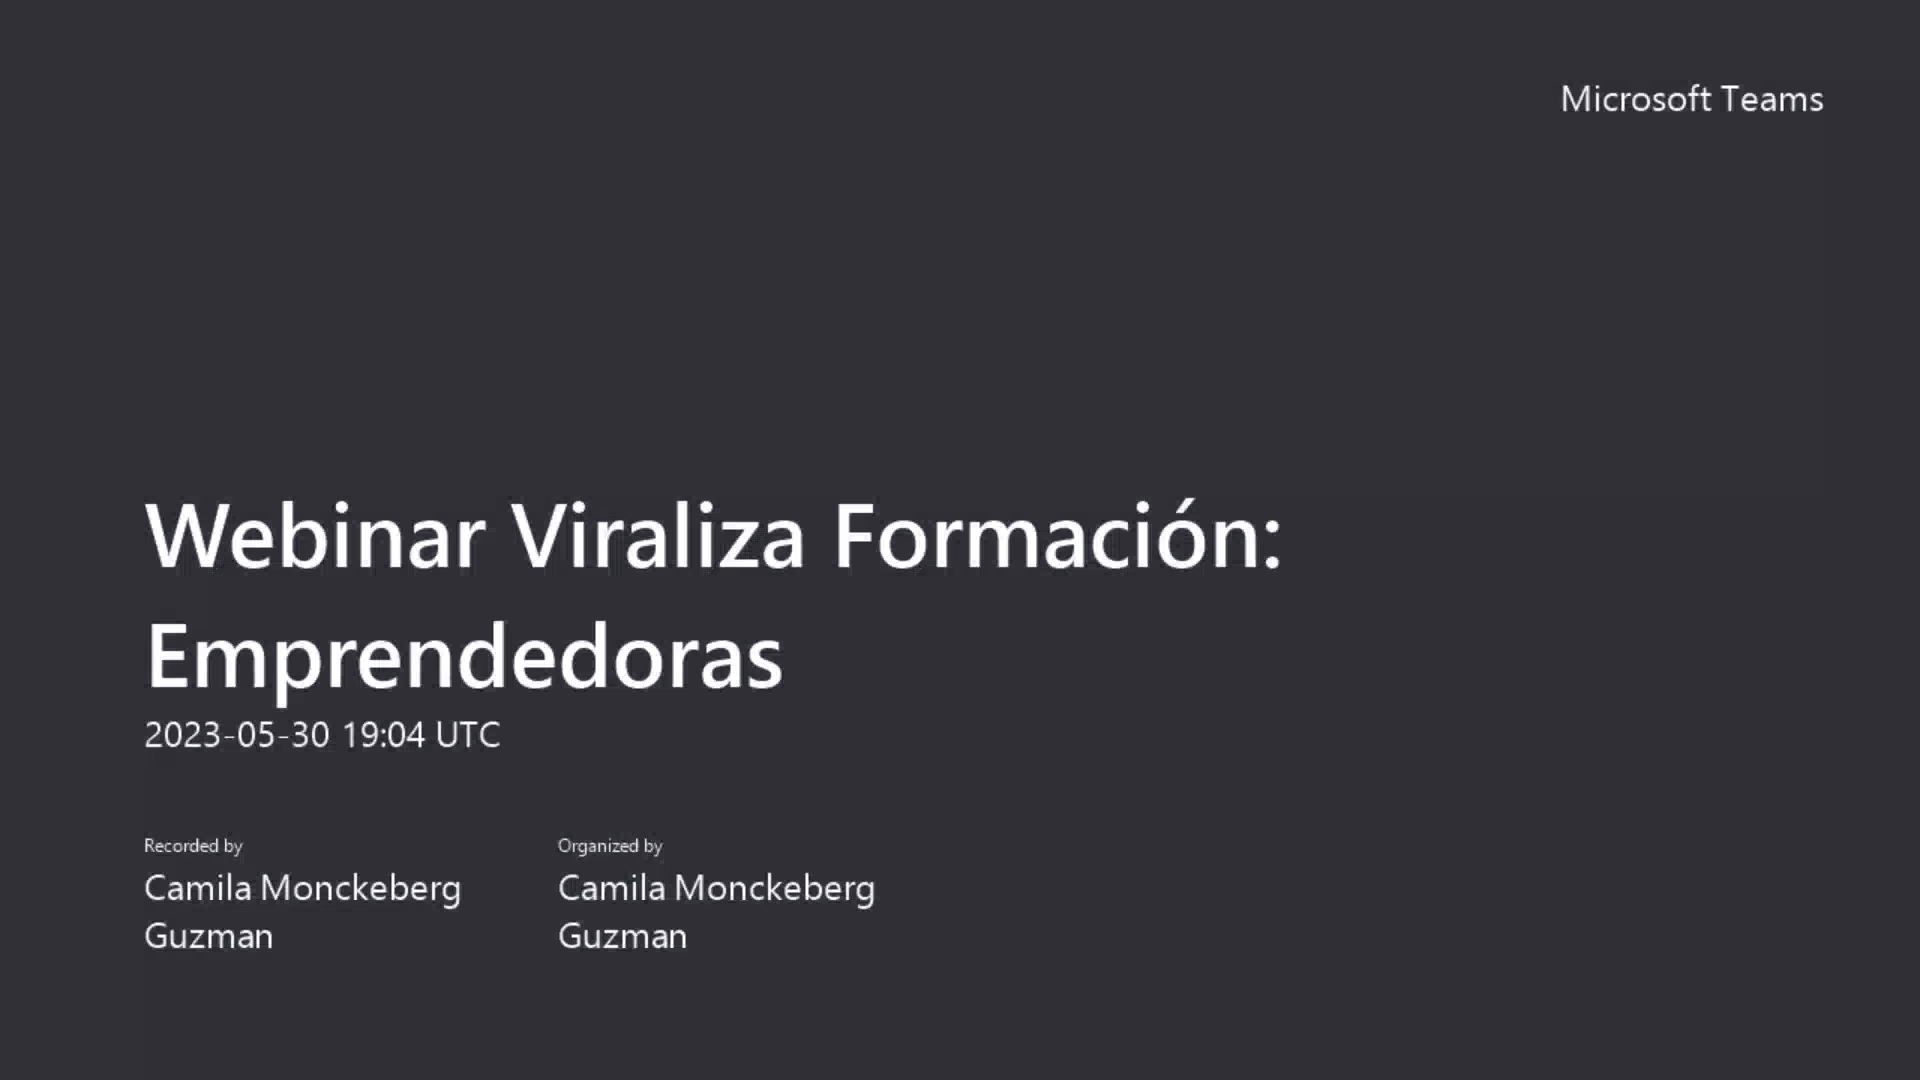 Microsoft Teams
Webinar Viraliza Formación:
Emprendedoras
2023-05-30 19:04 UTC
Recorded by
Camila Monckeberg
Guzman
Organized by
Camila Monckeberg
Guzman